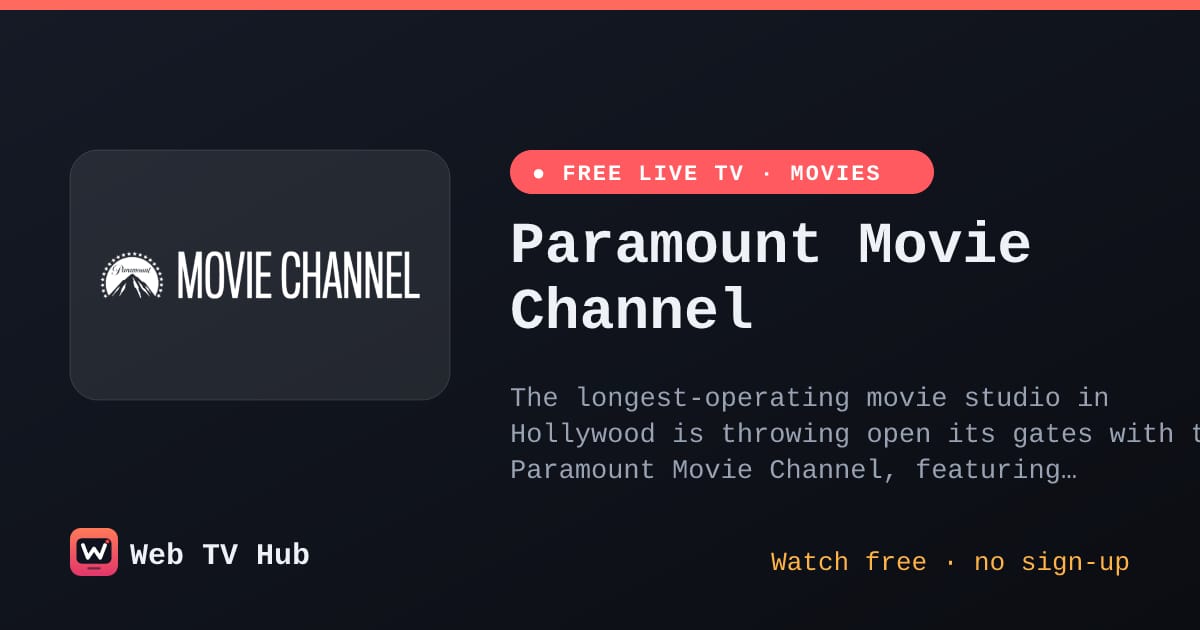 ● FREE LIVE TV · MOVIES
Paramount Movie
Channel
Paramount
MOVIE CHANNEL
The longest-operating movie studio in
Hollywood is throwing open its gates with t
Paramount Movie Channel, featuring…
W
Web TV Hub
Watch free · no sign-up